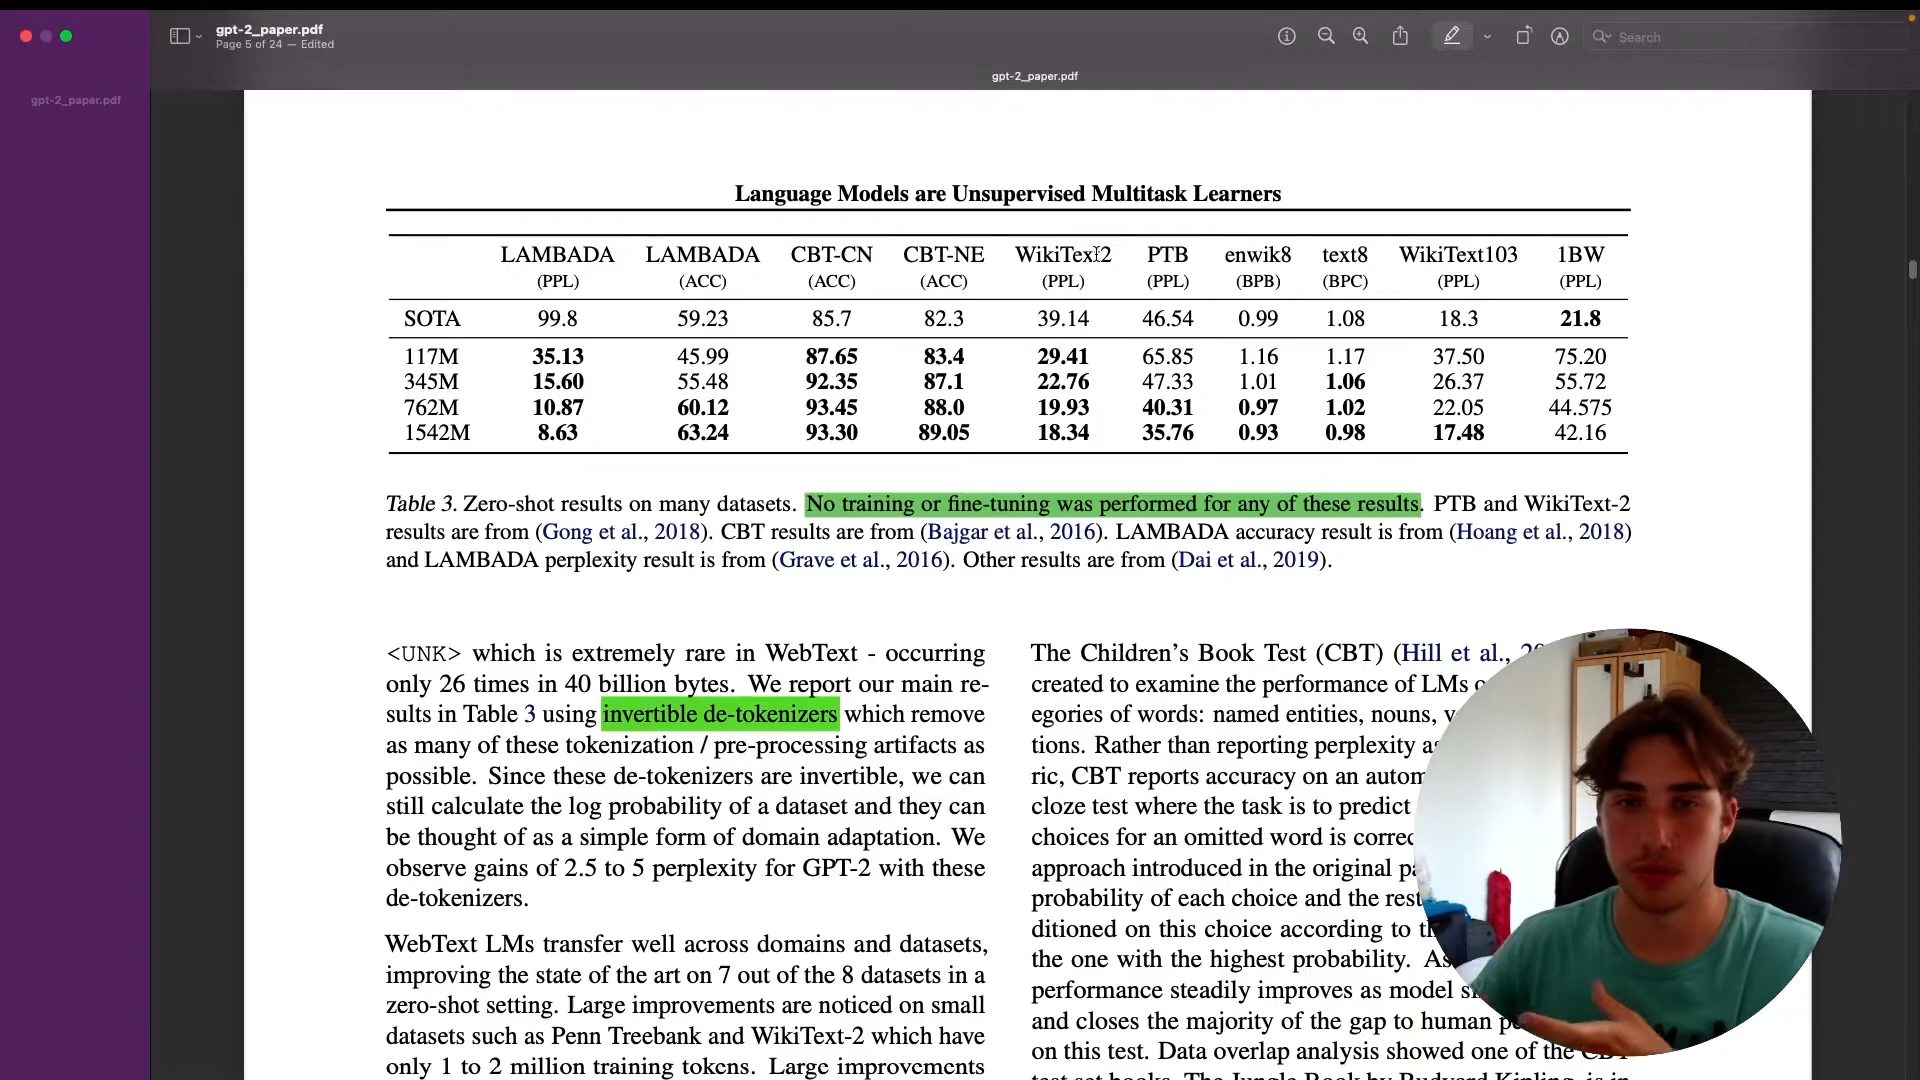 gpt-2_paper.pdf
Page 5 of 24 — Edited
Search
gpt-2_paper.pdf
gpt-2_paper.pdf
Language Models are Unsupervised Multitask Learners
LAMBADA LAMBADA CBT-CN CBT-NE WikiText2 PTB enwik8 text8 WikiText103 1BW
(PPL) (ACC) (ACC) (ACC) (PPL) (PPL) (BPB) (BPC) (PPL) (PPL)
SOTA 99.8 59.23 85.7 82.3 39.14 46.54 0.99 1.08 18.3 21.8
117M 35.13 45.99 87.65 83.4 29.41 65.85 1.16 1.17 37.50 75.20
345M 15.60 55.48 92.35 87.1 22.76 47.33 1.01 1.06 26.37 55.72
762M 10.87 60.12 93.45 88.0 19.93 40.31 0.97 1.02 22.05 44.575
1542M 8.63 63.24 93.30 89.05 18.34 35.76 0.93 0.98 17.48 42.16
Table 3. Zero-shot results on many datasets. No training or fine-tuning was performed for any of these results. PTB and WikiText-2
results are from (Gong et al., 2018). CBT results are from (Bajgar et al., 2016). LAMBADA accuracy result is from (Hoang et al., 2018)
and LAMBADA perplexity result is from (Grave et al., 2016). Other results are from (Dai et al., 2019).
<UNK> which is extremely rare in WebText - occurring
only 26 times in 40 billion bytes. We report our main re-
sults in Table 3 using invertible de-tokenizers which remove
as many of these tokenization / pre-processing artifacts as
possible. Since these de-tokenizers are invertible, we can
still calculate the log probability of a dataset and they can
be thought of as a simple form of domain adaptation. We
observe gains of 2.5 to 5 perplexity for GPT-2 with these
de-tokenizers.
WebText LMs transfer well across domains and datasets,
improving the state of the art on 7 out of the 8 datasets in a
zero-shot setting. Large improvements are noticed on small
datasets such as Penn Treebank and WikiText-2 which have
only 1 to 2 million training tokens. Large improvements
The Children's Book Test (CBT) (Hill et al.,
created to examine the performance of LMs
egories of words: named entities, nouns,
tions. Rather than reporting perplexity
ric, CBT reports accuracy on an
cloze test where the task is to predict
choices for an omitted word is
approach introduced in the original
probability of each choice and the
ditioned on this choice according to
the one with the highest probability.
performance steadily improves as model
and closes the majority of the gap to human
on this test. Data overlap analysis showed one of the CBT
test set books, The Jungle Book by Rudyard Kipling, is in